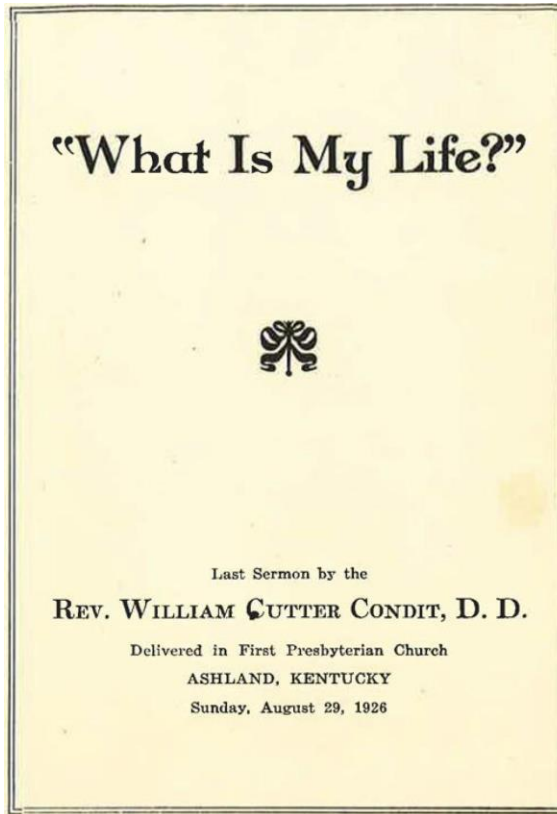 “What Is My Life?”
Last Sermon by the
REV. WILLIAM CUTTER CONDIT, D. D.
Delivered in First Presbyterian Church
ASHLAND, KENTUCKY
Sunday, August 29, 1926